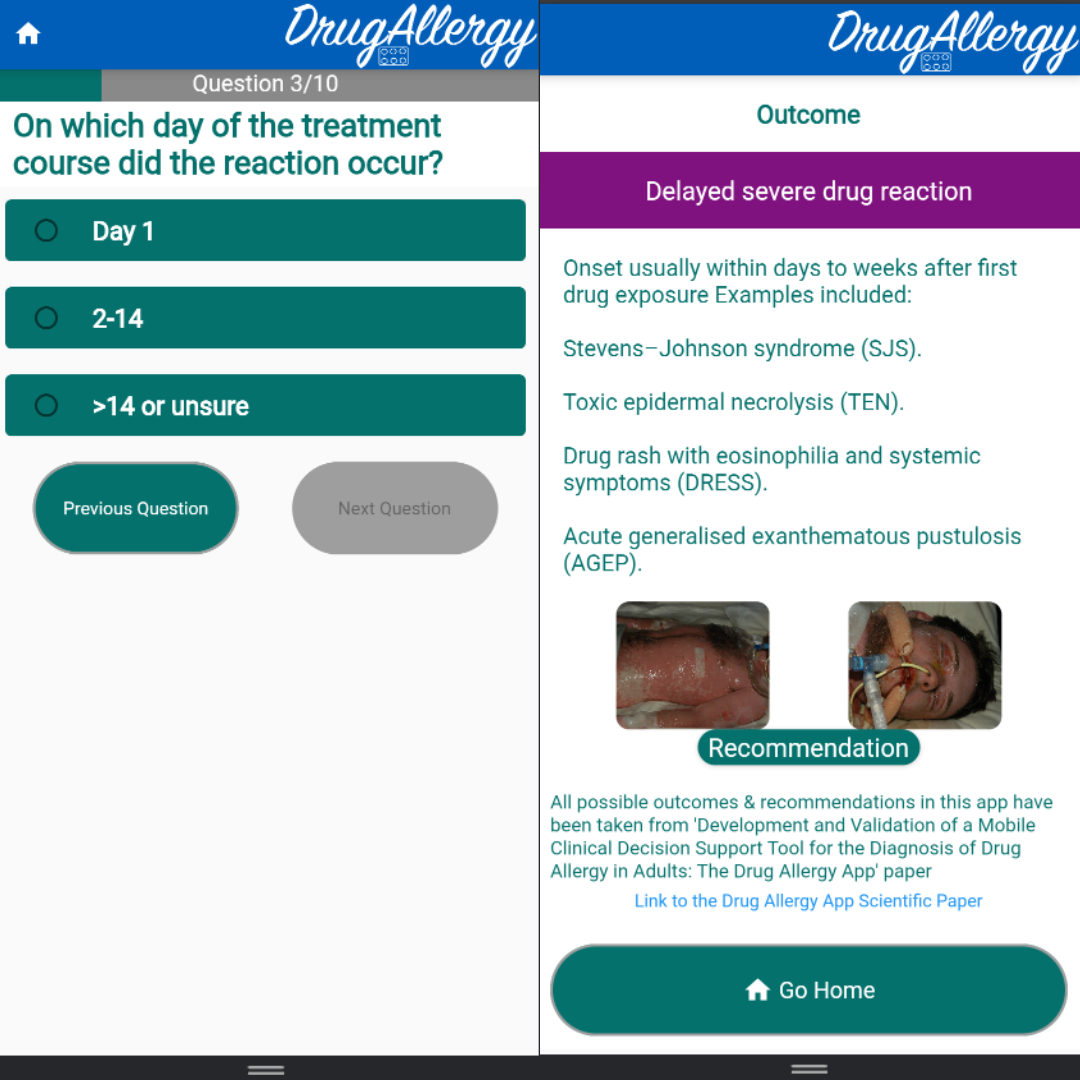 DrugAllergy
Question 3/10
On which day of the treatment
course did the reaction occur?
Day 1
2-14
>14 or unsure
Previous Question
Next Question
DrugAllergy
Outcome
Delayed severe drug reaction
Onset usually within days to weeks after first
drug exposure Examples included:
Stevens–Johnson syndrome (SJS).
Toxic epidermal necrolysis (TEN).
Drug rash with eosinophilia and systemic
symptoms (DRESS).
Acute generalised exanthematous pustulosis
(AGEP).
Recommendation
All possible outcomes & recommendations in this app have
been taken from 'Development and Validation of a Mobile
Clinical Decision Support Tool for the Diagnosis of Drug
Allergy in Adults: The Drug Allergy App' paper
Link to the Drug Allergy App Scientific Paper
Go Home